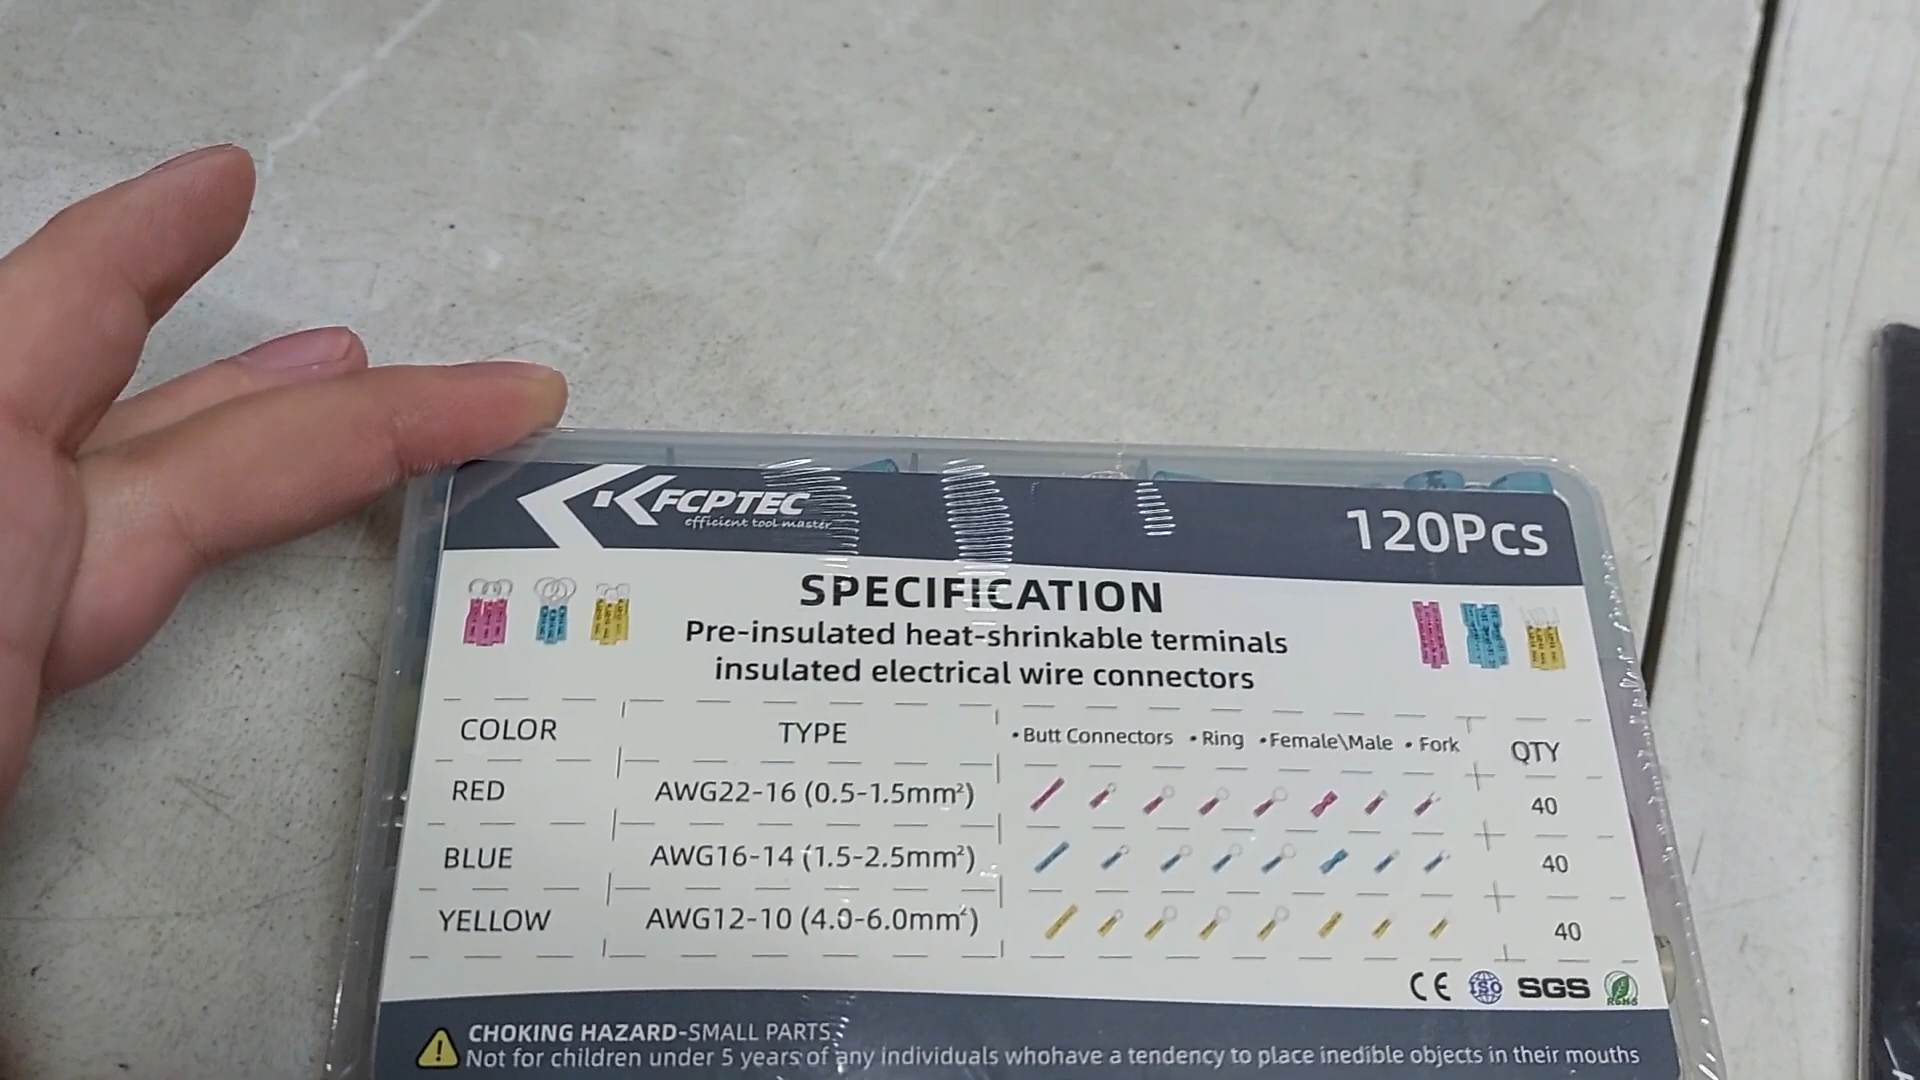 KFCPTEC
efficient tool master
120Pcs
SPECIFICATION
Pre-insulated heat-shrinkable terminals
insulated electrical wire connectors
COLOR TYPE •Butt Connectors •Ring •Female\Male •Fork QTY
RED AWG22-16 (0.5-1.5mm²) 40
BLUE AWG16-14 (1.5-2.5mm²) 40
YELLOW AWG12-10 (4.0-6.0mm²) 40
CE ISO SGS RoHS
CHOKING HAZARD-SMALL PARTS
Not for children under 5 years of any individuals whohave a tendency to place inedible objects in their mouths